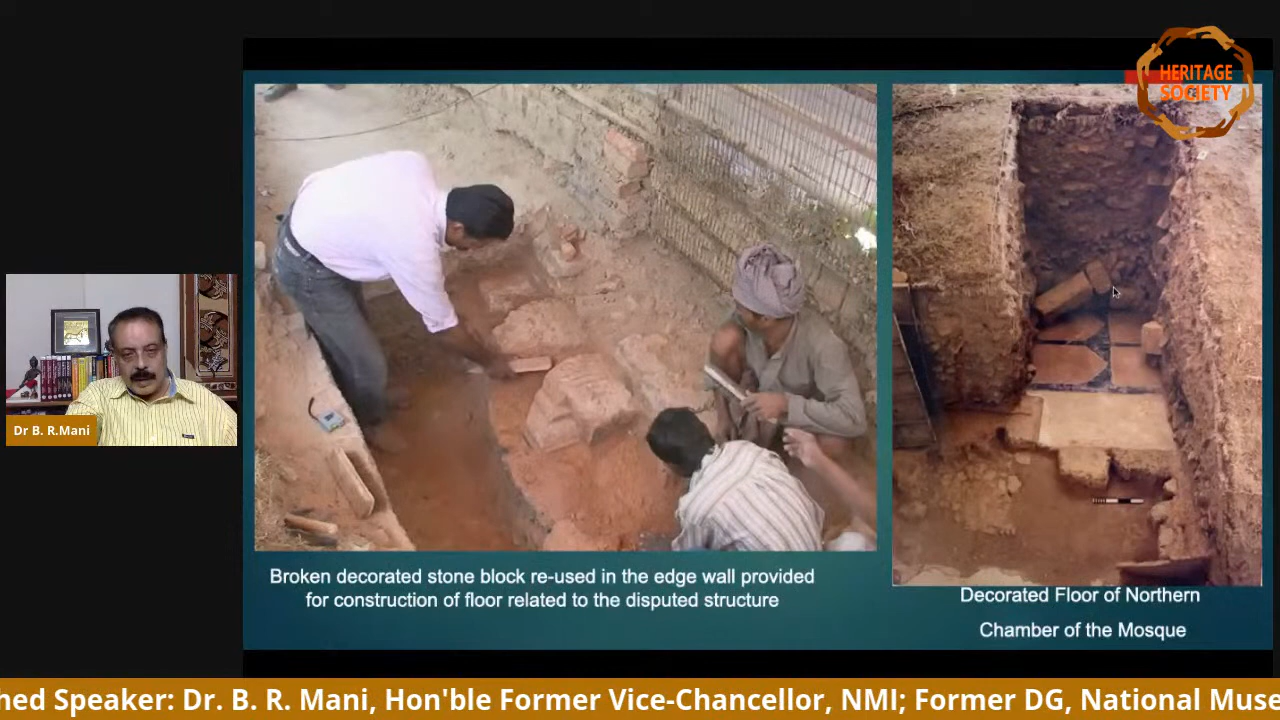 HERITAGE
SOCIETY
Dr B. R.Mani
Broken decorated stone block re-used in the edge wall provided
for construction of floor related to the disputed structure
Decorated Floor of Northern
Chamber of the Mosque
hed Speaker: Dr. B. R. Mani, Hon'ble Former Vice-Chancellor, NMI; Former DG, National Muse